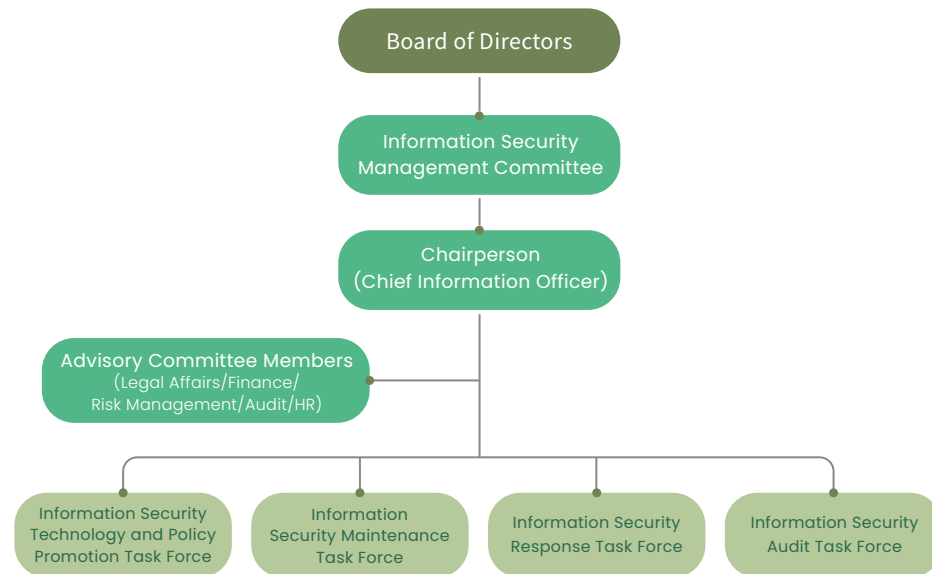 Board of Directors
Information Security
Management Committee
Chairperson
(Chief Information Officer)
Advisory Committee Members
(Legal Affairs/Finance/
Risk Management/Audit/HR)
Information Security
Technology and Policy
Promotion Task Force
Information
Security Maintenance
Task Force
Information Security
Response Task Force
Information Security
Audit Task Force